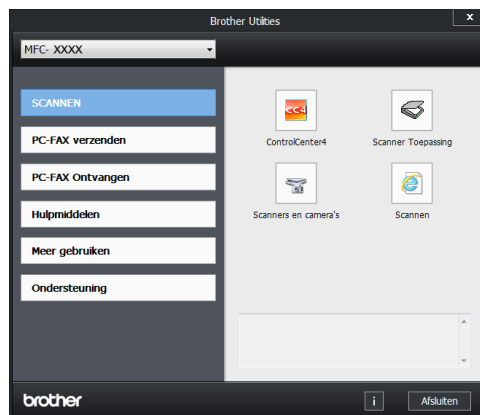 Brother Utilities
x
MFC- XXXX
SCANNEN
PC-FAX verzenden
PC-FAX Ontvangen
Hulpmiddelen
Meer gebruiken
Ondersteuning
CC4
ControlCenter4
Scanner Toepassing
Scanners en camera's
Scannen
brother
i
Afsluiten